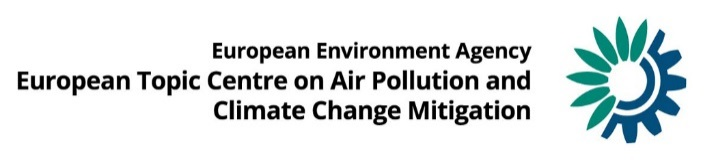 European Environment Agency
European Topic Centre on Air Pollution and
Climate Change Mitigation